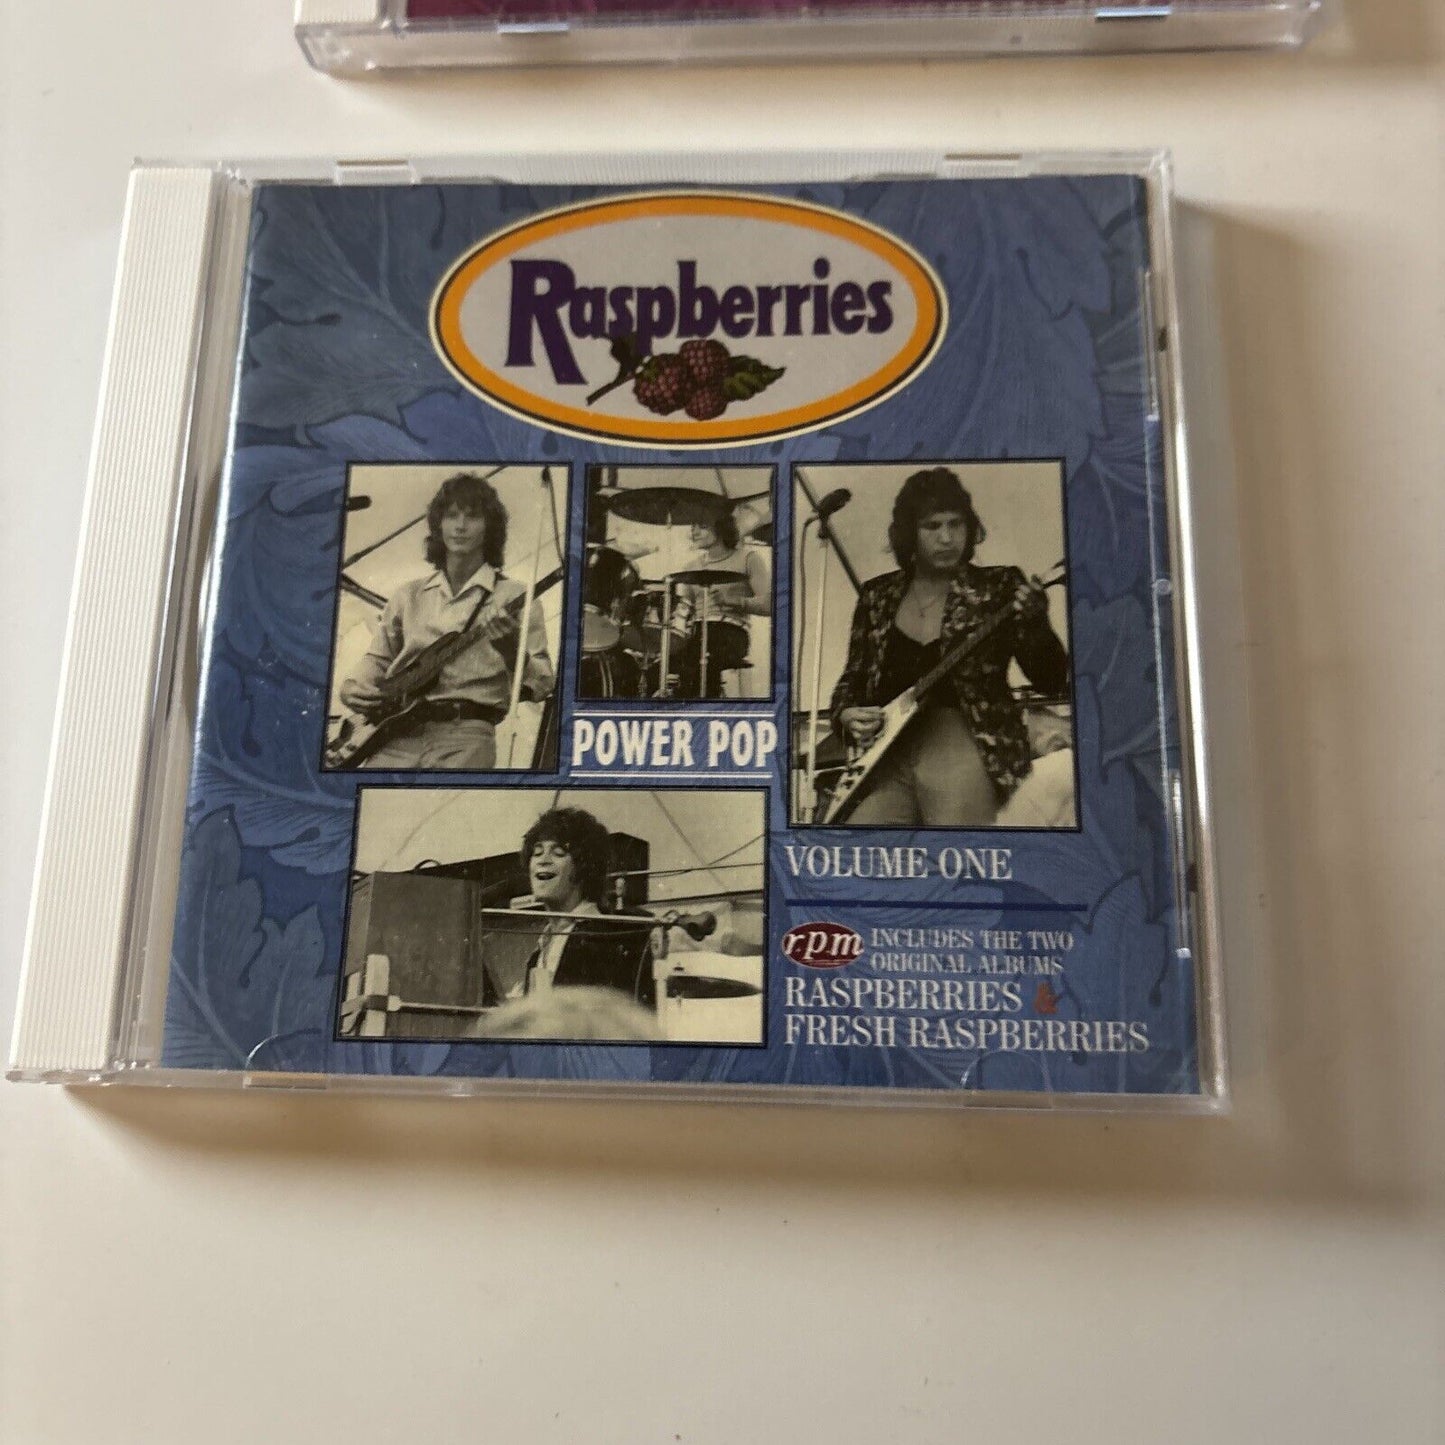 Raspberries
POWER POP
VOLUME ONE
rpm
INCLUDES THE TWO
ORIGINAL ALBUMS
RASPBERRIES &
FRESH RASPBERRIES